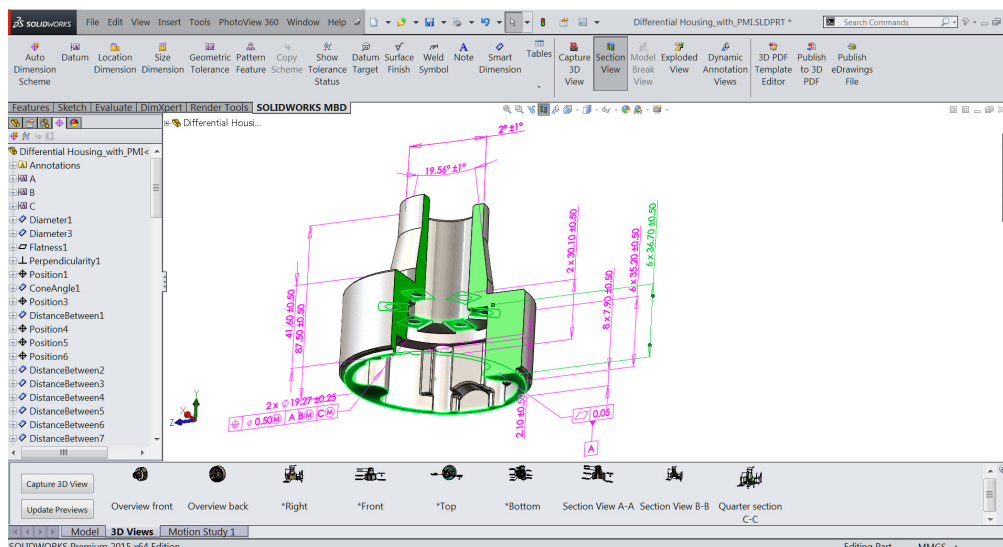 SOLIDWORKS File Edit View Insert Tools PhotoView 360 Window Help Differential Housing_with_PMI.SLDPRT * Search Commands
Auto Dimension Scheme
Datum
Location Dimension
Size Dimension
Geometric Tolerance
Pattern Feature
Copy Scheme
Show Tolerance Status
Datum Target
Surface Finish
Weld Symbol
Note
Smart Dimension
Tables
Capture 3D View
Section View
Model Break View
Exploded View
Dynamic Annotation Views
3D PDF Template Editor
Publish to 3D PDF
Publish eDrawings File
Features Sketch Evaluate DimXpert Render Tools SOLIDWORKS MBD
Differential Housi...
Differential Housing_with_PMI<
Annotations
A
B
C
Diameter1
Diameter3
Flatness1
Perpendicularity1
Position1
ConeAngle1
Position3
DistanceBetween1
Position4
Position5
Position6
DistanceBetween2
DistanceBetween3
DistanceBetween4
DistanceBetween5
DistanceBetween6
DistanceBetween7
2° ±1°
19.56° ±1°
41.60 ±0.50
87.50 ±0.50
2 x 30.10 ±0.50
8 x 7.90 ±0.50
6 x 35.20 ±0.50
6 x 36.70 ±0.50
2 x ∅19.27 ±0.25
⌖ ∅ 0.50Ⓜ A BⓂ CⓂ
2.10 ±0.50
⏥ 0.05
A
Y
X
Z
Capture 3D View
Update Previews
Overview front
Overview back
*Right
*Front
*Top
*Bottom
Section View A-A
Section View B-B
Quarter section C-C
Model 3D Views Motion Study 1
SOLIDWORKS Premium 2015 x64 Edition Editing Part MMGS